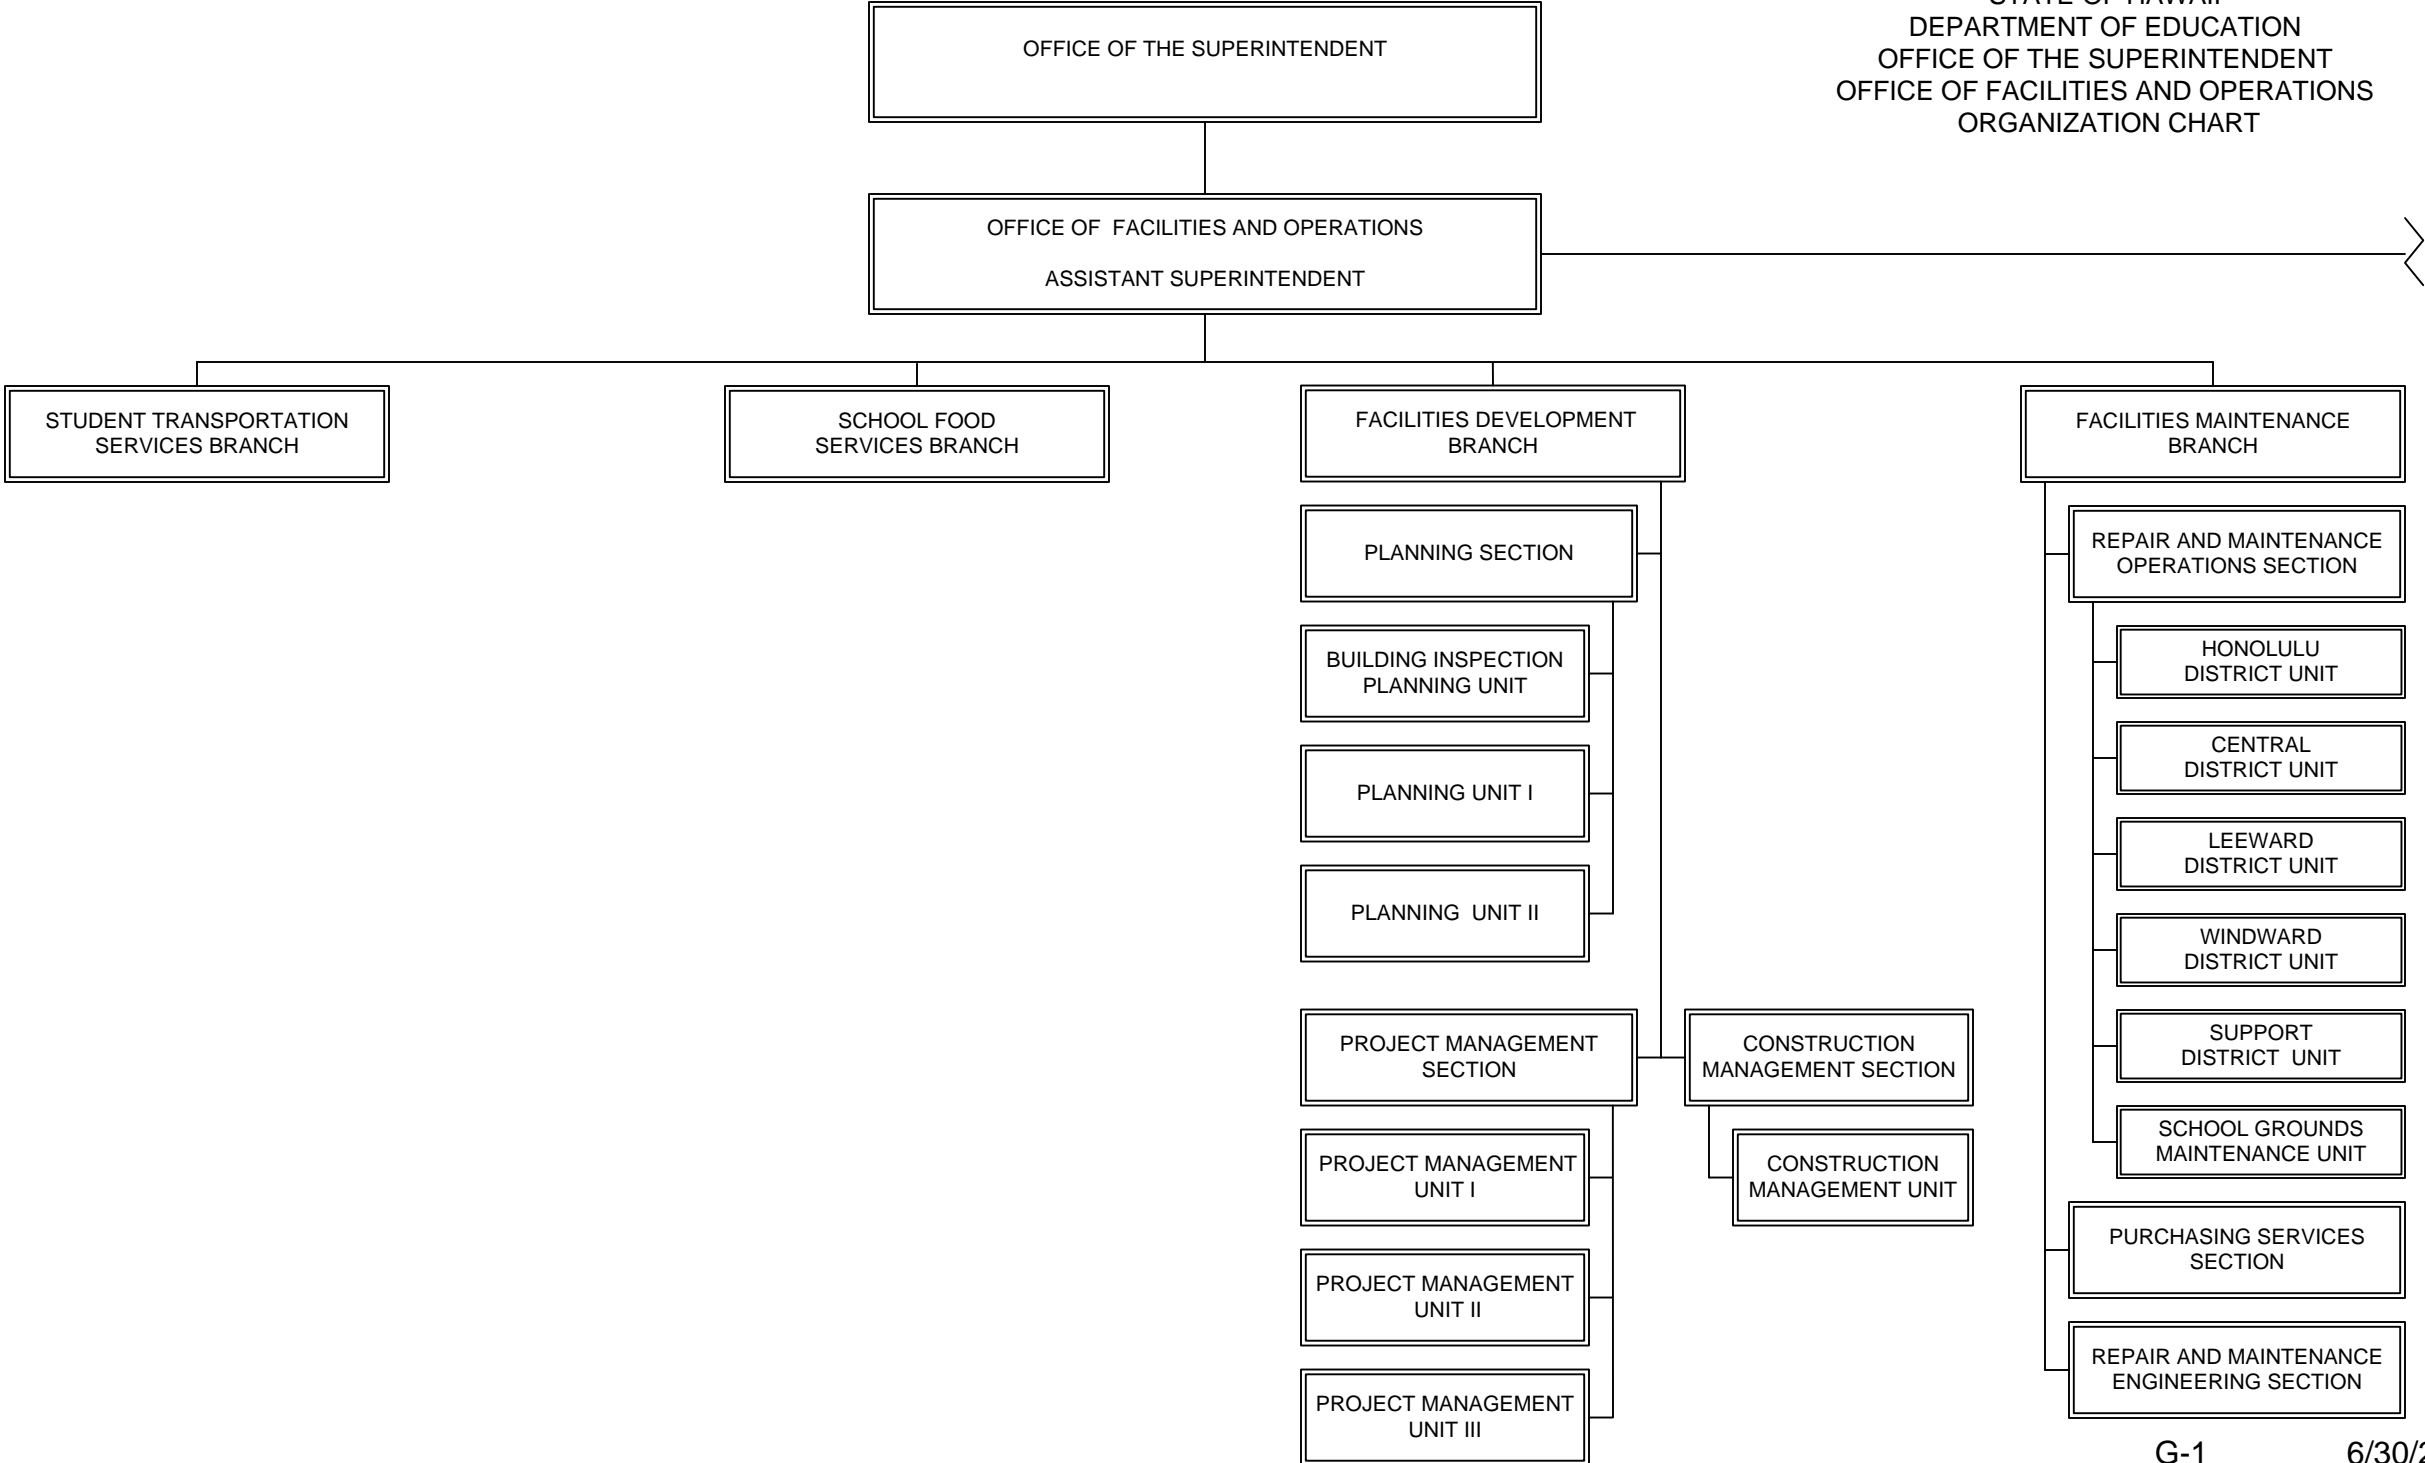 STATE OF HAWAII
DEPARTMENT OF EDUCATION
OFFICE OF THE SUPERINTENDENT
OFFICE OF FACILITIES AND OPERATIONS
ORGANIZATION CHART
OFFICE OF THE SUPERINTENDENT
OFFICE OF FACILITIES AND OPERATIONS
ASSISTANT SUPERINTENDENT
STUDENT TRANSPORTATION
SERVICES BRANCH
SCHOOL FOOD
SERVICES BRANCH
FACILITIES DEVELOPMENT
BRANCH
PLANNING SECTION
BUILDING INSPECTION
PLANNING UNIT
PLANNING UNIT I
PLANNING UNIT II
PROJECT MANAGEMENT
SECTION
PROJECT MANAGEMENT
UNIT I
PROJECT MANAGEMENT
UNIT II
PROJECT MANAGEMENT
UNIT III
CONSTRUCTION
MANAGEMENT SECTION
CONSTRUCTION
MANAGEMENT UNIT
FACILITIES MAINTENANCE
BRANCH
REPAIR AND MAINTENANCE
OPERATIONS SECTION
HONOLULU
DISTRICT UNIT
CENTRAL
DISTRICT UNIT
LEEWARD
DISTRICT UNIT
WINDWARD
DISTRICT UNIT
SUPPORT
DISTRICT UNIT
SCHOOL GROUNDS
MAINTENANCE UNIT
PURCHASING SERVICES
SECTION
REPAIR AND MAINTENANCE
ENGINEERING SECTION
G-1
6/30/